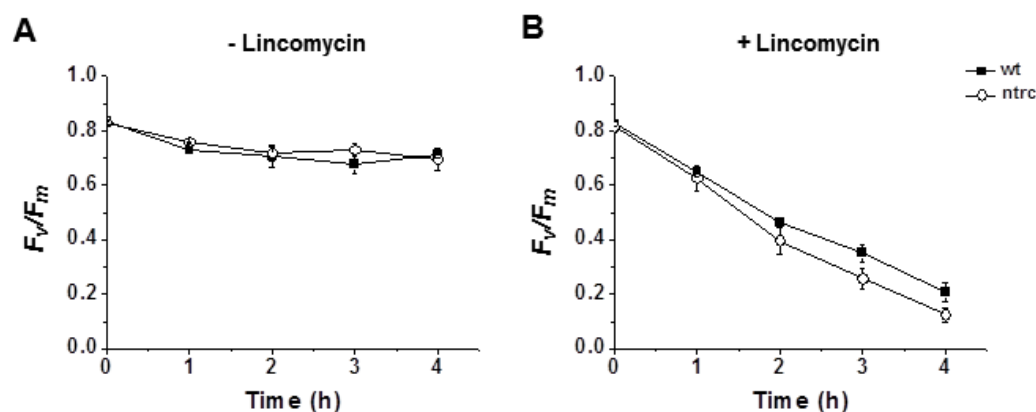 A
- Lincomycin
1.0
0.8
0.6
0.4
0.2
0.0
Fv/Fm
0 1 2 3 4
Time (h)
B
+ Lincomycin
wt
ntrc
1.0
0.8
0.6
0.4
0.2
0.0
Fv/Fm
0 1 2 3 4
Time (h)